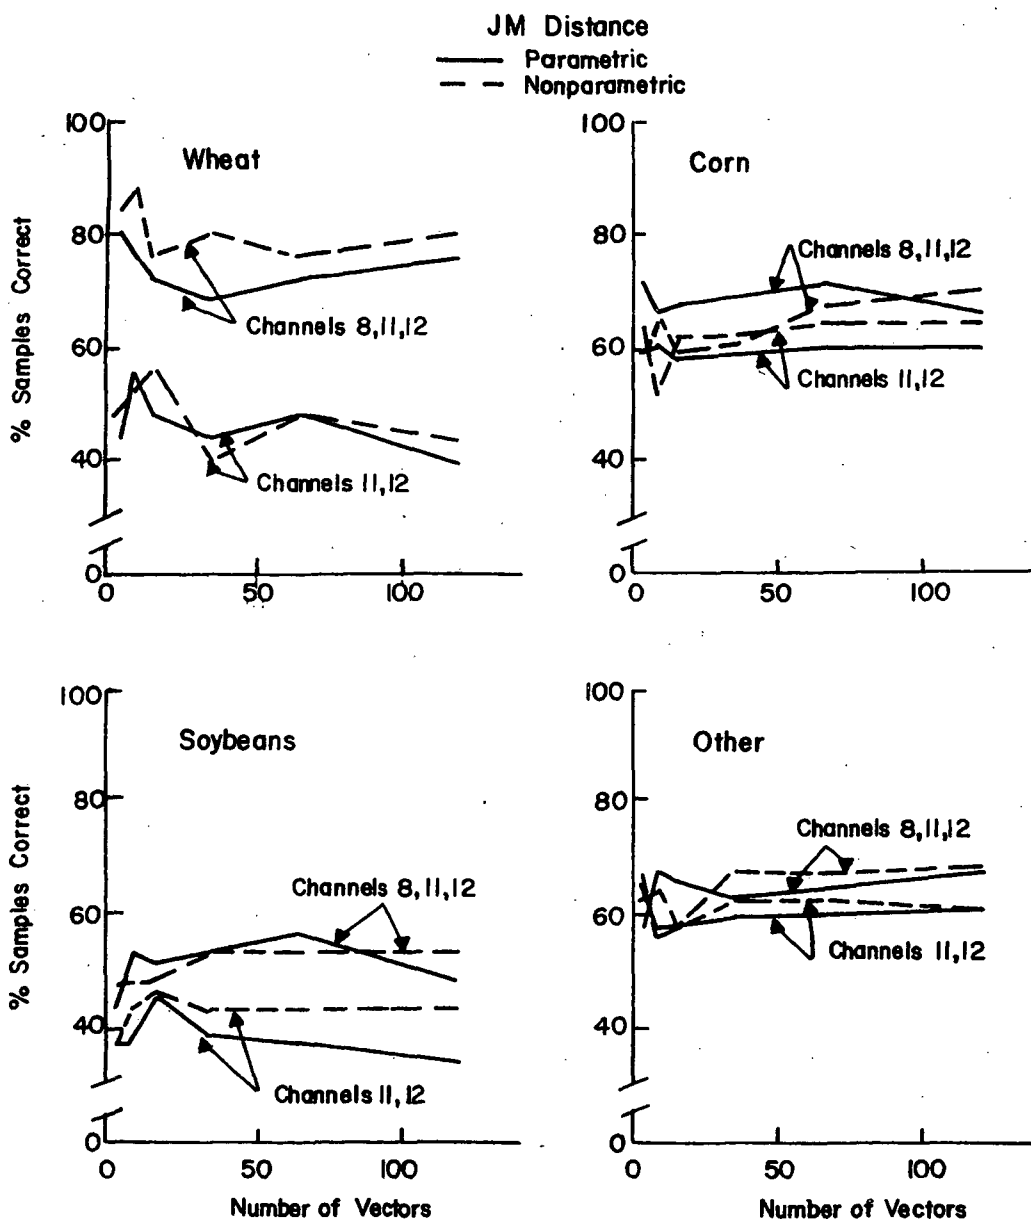 JM Distance
Parametric
Nonparametric
100
80
60
40
0
% Samples Correct
Wheat
Channels 8,11,12
Channels 11,12
0
50
100
100
80
60
40
0
Corn
Channels 8,11,12
Channels 11,12
0
50
100
100
80
60
40
0
% Samples Correct
Soybeans
Channels 8,11,12
Channels 11,12
0
50
100
Number of Vectors
100
80
60
40
0
Other
Channels 8,11,12
Channels 11,12
0
50
100
Number of Vectors